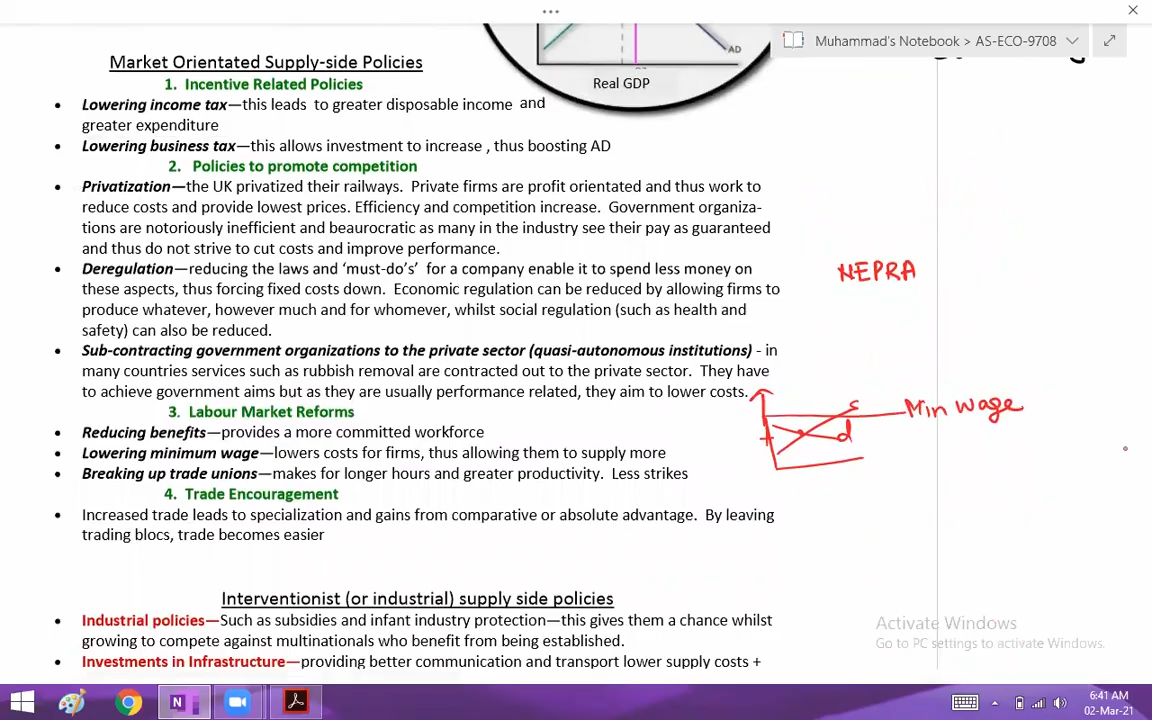 Muhammad's Notebook > AS-ECO-9708
AD
Real GDP
Market Orientated Supply-side Policies
1. Incentive Related Policies
• Lowering income tax—this leads to greater disposable income and
greater expenditure
• Lowering business tax—this allows investment to increase , thus boosting AD
2. Policies to promote competition
• Privatization—the UK privatized their railways. Private firms are profit orientated and thus work to
reduce costs and provide lowest prices. Efficiency and competition increase. Government organiza-
tions are notoriously inefficient and beaurocratic as many in the industry see their pay as guaranteed
and thus do not strive to cut costs and improve performance.
• Deregulation—reducing the laws and ‘must-do’s’ for a company enable it to spend less money on
these aspects, thus forcing fixed costs down. Economic regulation can be reduced by allowing firms to
produce whatever, however much and for whomever, whilst social regulation (such as health and
safety) can also be reduced.
NEPRA
• Sub-contracting government organizations to the private sector (quasi-autonomous institutions) - in
many countries services such as rubbish removal are contracted out to the private sector. They have
to achieve government aims but as they are usually performance related, they aim to lower costs.
s
Min wage
d
3. Labour Market Reforms
• Reducing benefits—provides a more committed workforce
• Lowering minimum wage—lowers costs for firms, thus allowing them to supply more
• Breaking up trade unions—makes for longer hours and greater productivity. Less strikes
4. Trade Encouragement
• Increased trade leads to specialization and gains from comparative or absolute advantage. By leaving
trading blocs, trade becomes easier
Interventionist (or industrial) supply side policies
• Industrial policies—Such as subsidies and infant industry protection—this gives them a chance whilst
growing to compete against multinationals who benefit from being established.
• Investments in Infrastructure—providing better communication and transport lower supply costs +
Activate Windows
Go to PC settings to activate Windows.
6:41 AM
02-Mar-21